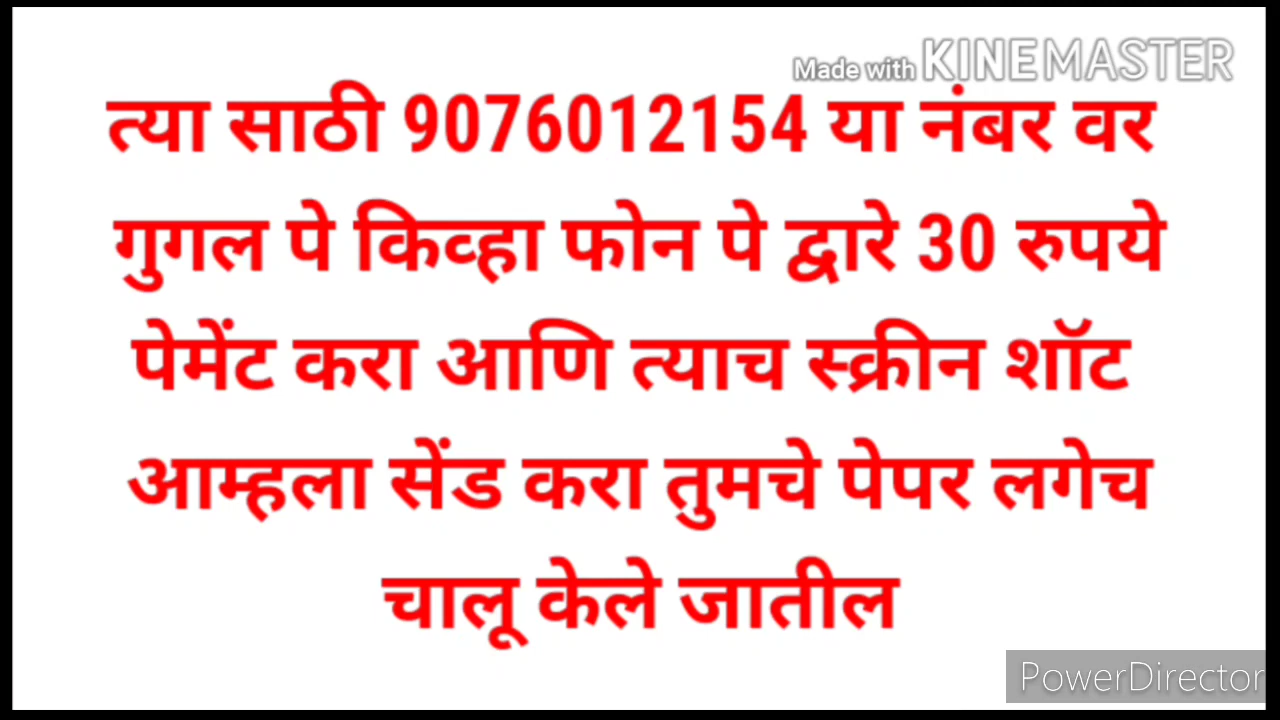 Made with KINEMASTER
त्या साठी 9076012154 या नंबर वर
गुगल पे किव्हा फोन पे द्वारे 30 रुपये
पेमेंट करा आणि त्याच स्क्रीन शॉट
आम्हला सेंड करा तुमचे पेपर लगेच
चालू केले जातील
PowerDirector